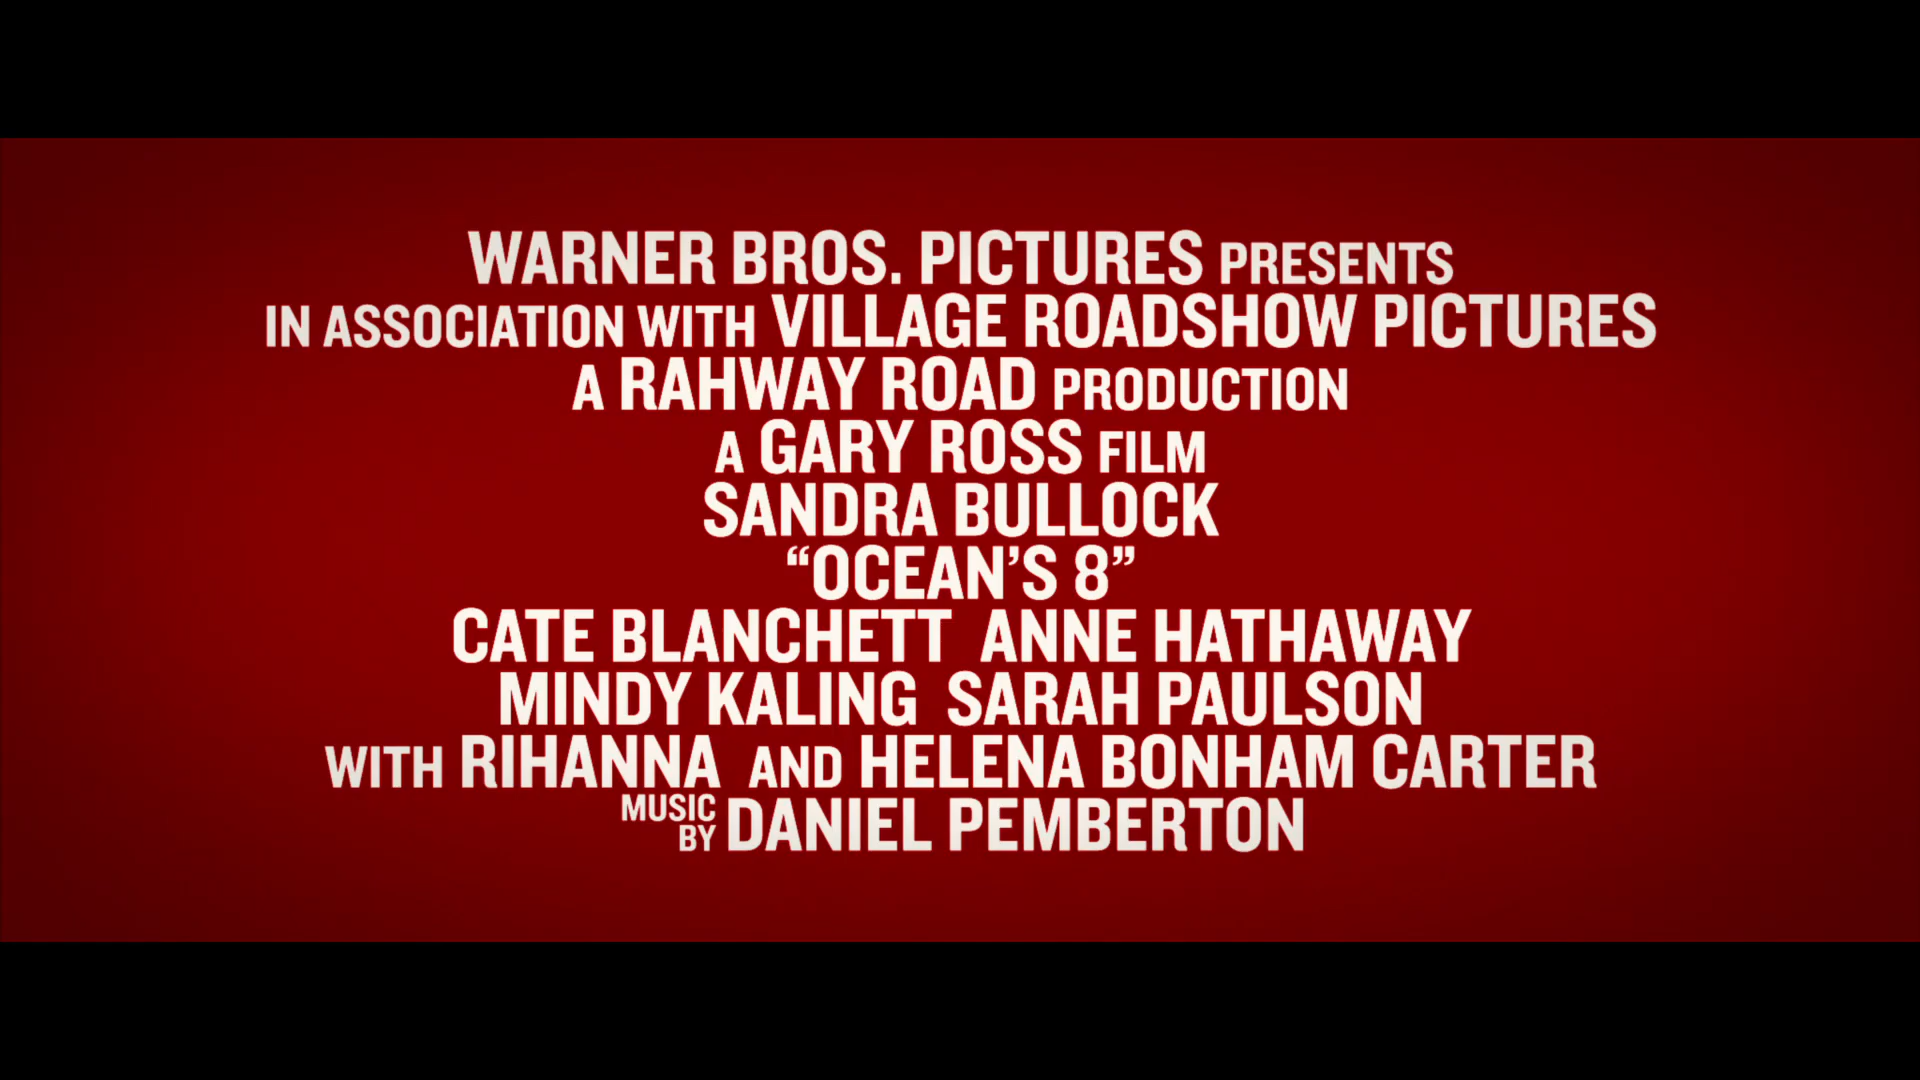 WARNER BROS. PICTURES PRESENTS
IN ASSOCIATION WITH VILLAGE ROADSHOW PICTURES
A RAHWAY ROAD PRODUCTION
A GARY ROSS FILM
SANDRA BULLOCK
“OCEAN’S 8”
CATE BLANCHETT ANNE HATHAWAY
MINDY KALING SARAH PAULSON
WITH RIHANNA AND HELENA BONHAM CARTER
MUSIC BY DANIEL PEMBERTON